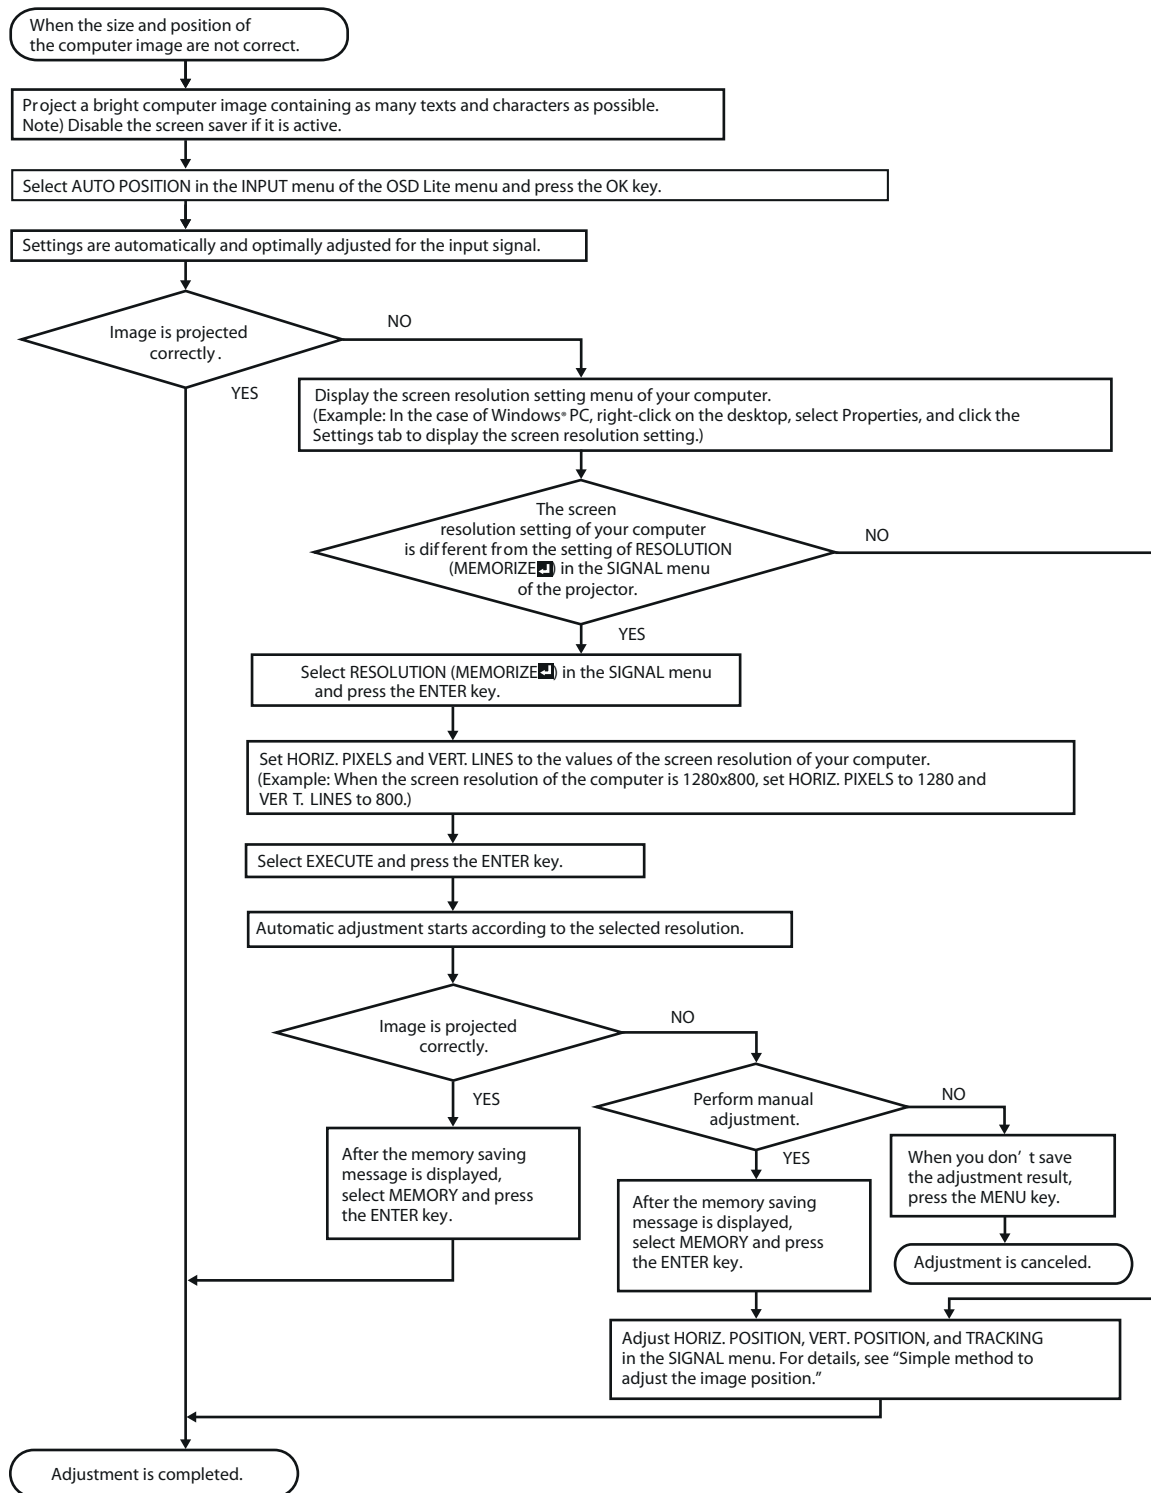 When the size and position of
the computer image are not correct.
Project a bright computer image containing as many texts and characters as possible.
Note) Disable the screen saver if it is active.
Select AUTO POSITION in the INPUT menu of the OSD Lite menu and press the OK key.
Settings are automatically and optimally adjusted for the input signal.
Image is projected
correctly.
NO
YES
Display the screen resolution setting menu of your computer.
(Example: In the case of Windows® PC, right-click on the desktop, select Properties, and click the
Settings tab to display the screen resolution setting.)
The screen
resolution setting of your computer
is different from the setting of RESOLUTION
(MEMORIZE↵) in the SIGNAL menu
of the projector.
NO
YES
Select RESOLUTION (MEMORIZE↵) in the SIGNAL menu
and press the ENTER key.
Set HORIZ. PIXELS and VERT. LINES to the values of the screen resolution of your computer.
(Example: When the screen resolution of the computer is 1280x800, set HORIZ. PIXELS to 1280 and
VER T. LINES to 800.)
Select EXECUTE and press the ENTER key.
Automatic adjustment starts according to the selected resolution.
Image is projected
correctly.
NO
YES
Perform manual
adjustment.
NO
YES
After the memory saving
message is displayed,
select MEMORY and press
the ENTER key.
After the memory saving
message is displayed,
select MEMORY and press
the ENTER key.
When you don' t save
the adjustment result,
press the MENU key.
Adjustment is canceled.
Adjust HORIZ. POSITION, VERT. POSITION, and TRACKING
in the SIGNAL menu. For details, see “Simple method to
adjust the image position.”
Adjustment is completed.